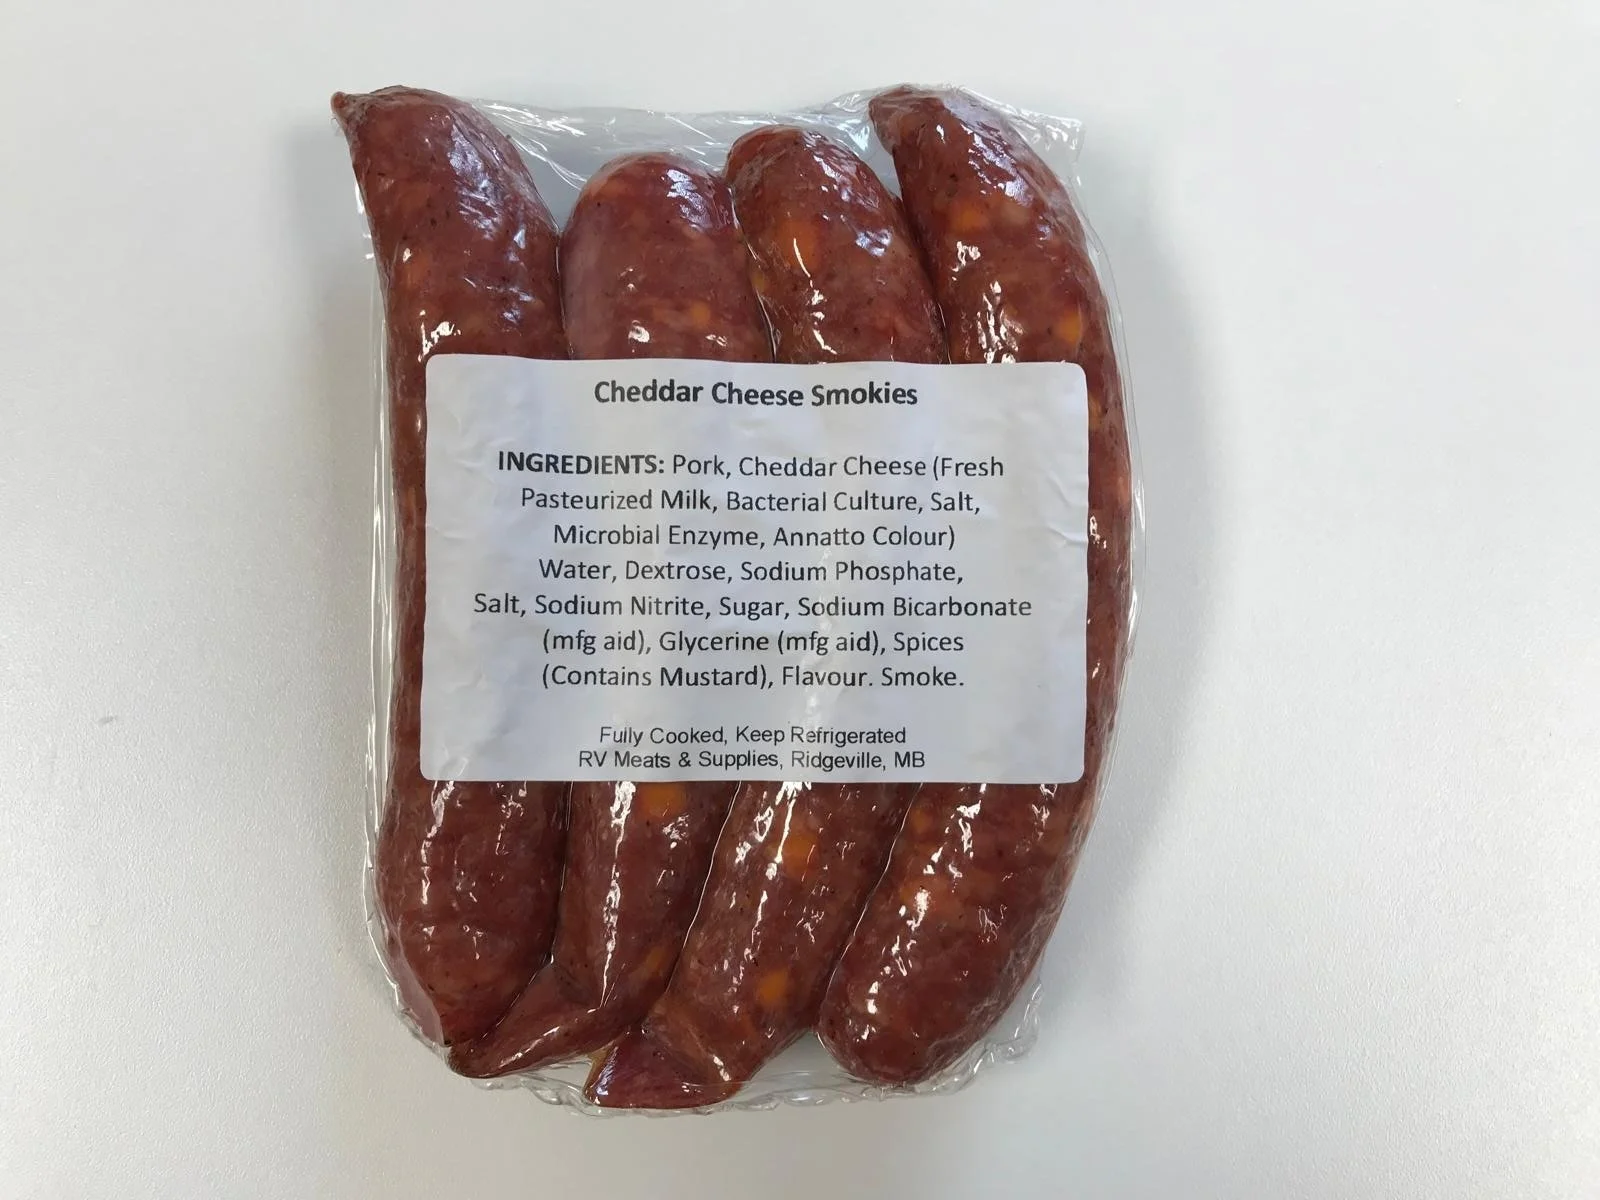 Cheddar Cheese Smokies
INGREDIENTS: Pork, Cheddar Cheese (Fresh
Pasteurized Milk, Bacterial Culture, Salt,
Microbial Enzyme, Annatto Colour)
Water, Dextrose, Sodium Phosphate,
Salt, Sodium Nitrite, Sugar, Sodium Bicarbonate
(mfg aid), Glycerine (mfg aid), Spices
(Contains Mustard), Flavour. Smoke.
Fully Cooked, Keep Refrigerated
RV Meats & Supplies, Ridgeville, MB